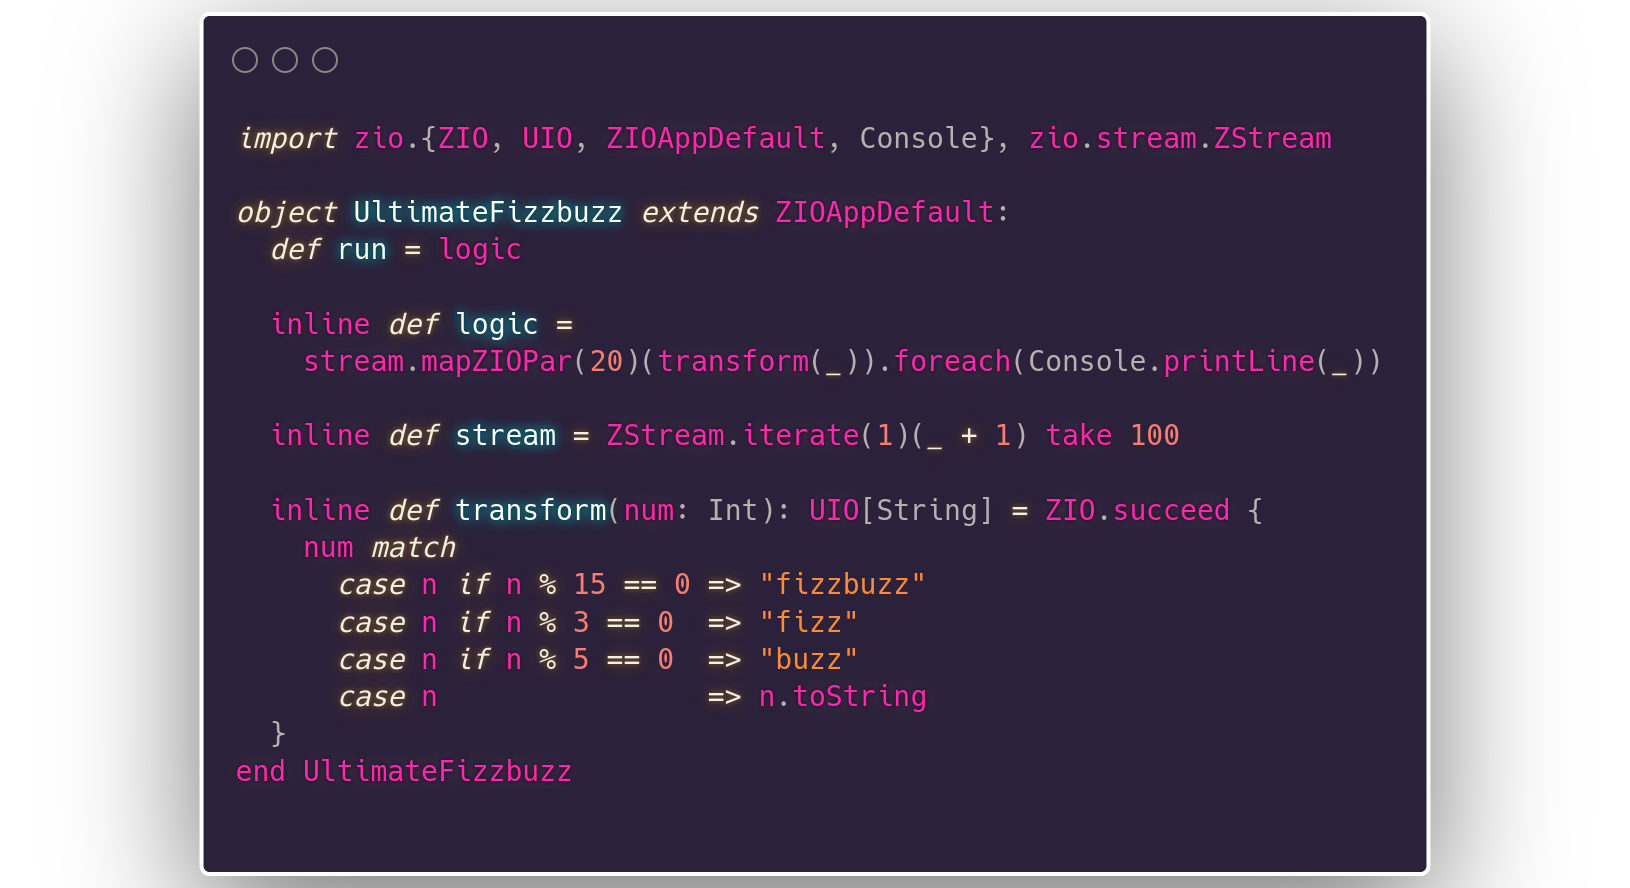 import zio.{ZIO, UIO, ZIOAppDefault, Console}, zio.stream.ZStream

object UltimateFizzbuzz extends ZIOAppDefault:
  def run = logic

  inline def logic =
    stream.mapZIOPar(20)(transform(_)).foreach(Console.printLine(_))

  inline def stream = ZStream.iterate(1)(_ + 1) take 100

  inline def transform(num: Int): UIO[String] = ZIO.succeed {
    num match
      case n if n % 15 == 0 => "fizzbuzz"
      case n if n % 3 == 0  => "fizz"
      case n if n % 5 == 0  => "buzz"
      case n                => n.toString
  }
end UltimateFizzbuzz